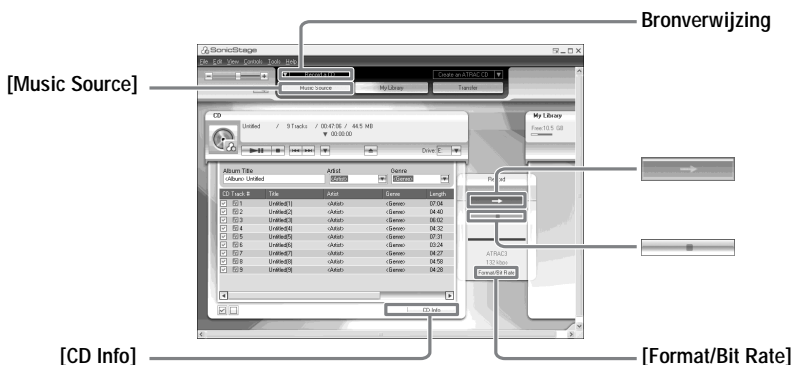 Bronverwijzing
[Music Source]
SonicStage
File Edit View Controls Tools Help
Record a CD
Create an ATRAC CD
Music Source
My Library
Transfer
CD
Untitled / 9 Tracks / 00:47:06 / 44.5 MB
00:00:00
Drive: E:
My Library
Free:10.5 GB
Album Title
Artist
Genre
<Album> Untitled
<Artist>
<Genre>
Record
CD Track # Title Artist Genre Length
1 Untitled(1) <Artist> <Genre> 07:04
2 Untitled(2) <Artist> <Genre> 04:40
3 Untitled(3) <Artist> <Genre> 06:02
4 Untitled(4) <Artist> <Genre> 04:32
5 Untitled(5) <Artist> <Genre> 07:31
6 Untitled(6) <Artist> <Genre> 03:24
7 Untitled(7) <Artist> <Genre> 04:27
8 Untitled(8) <Artist> <Genre> 04:58
9 Untitled(9) <Artist> <Genre> 04:28
ATRAC3
132 kbps
Format/Bit Rate
CD Info
[CD Info]
[Format/Bit Rate]